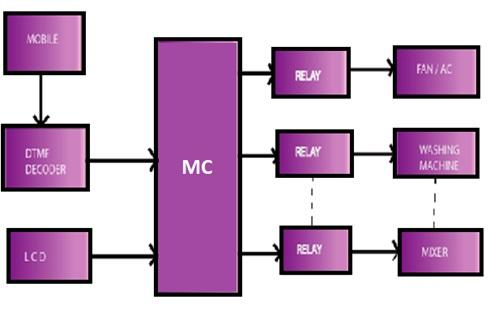 MOBILE
RELAY
FAN / AC
DTMF
DECODER
MC
RELAY
WASHING
MACHINE
LCD
RELAY
MIXER